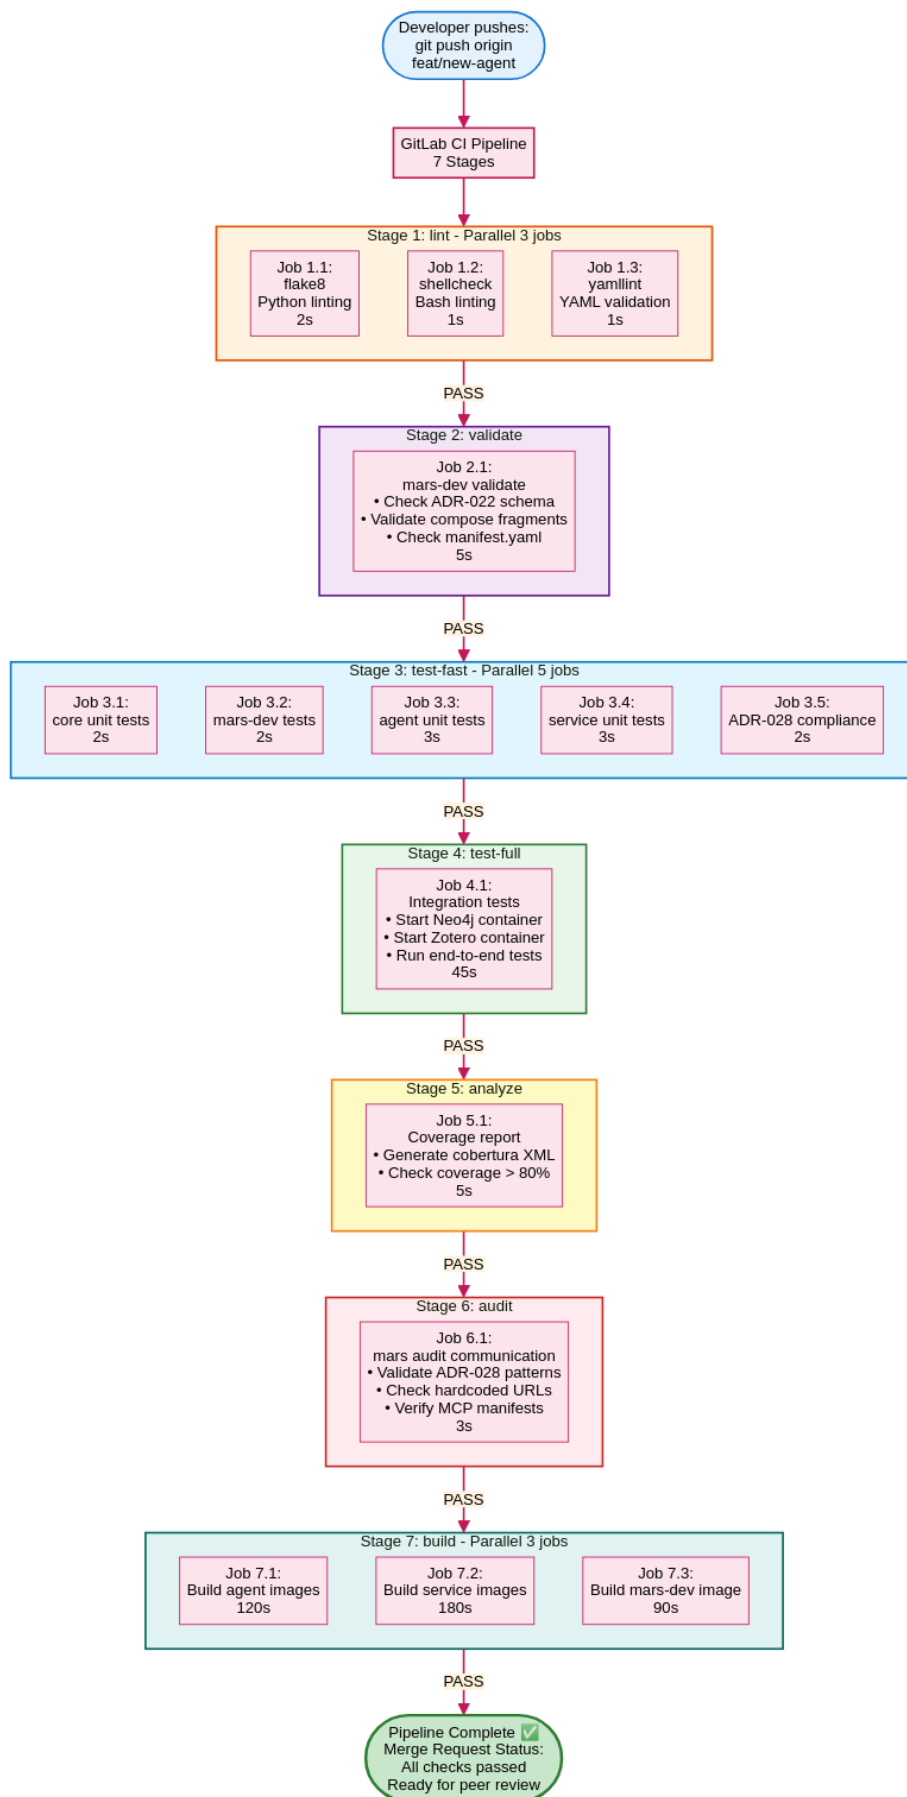 Developer pushes:
git push origin
feat/new-agent
GitLab CI Pipeline
7 Stages
Stage 1: lint - Parallel 3 jobs
Job 1.1:
flake8
Python linting
2s
Job 1.2:
shellcheck
Bash linting
1s
Job 1.3:
yamllint
YAML validation
1s
PASS
Stage 2: validate
Job 2.1:
mars-dev validate
• Check ADR-022 schema
• Validate compose fragments
• Check manifest.yaml
5s
PASS
Stage 3: test-fast - Parallel 5 jobs
Job 3.1:
core unit tests
2s
Job 3.2:
mars-dev tests
2s
Job 3.3:
agent unit tests
3s
Job 3.4:
service unit tests
3s
Job 3.5:
ADR-028 compliance
2s
PASS
Stage 4: test-full
Job 4.1:
Integration tests
• Start Neo4j container
• Start Zotero container
• Run end-to-end tests
45s
PASS
Stage 5: analyze
Job 5.1:
Coverage report
• Generate cobertura XML
• Check coverage > 80%
5s
PASS
Stage 6: audit
Job 6.1:
mars audit communication
• Validate ADR-028 patterns
• Check hardcoded URLs
• Verify MCP manifests
3s
PASS
Stage 7: build - Parallel 3 jobs
Job 7.1:
Build agent images
120s
Job 7.2:
Build service images
180s
Job 7.3:
Build mars-dev image
90s
PASS
Pipeline Complete ✅
Merge Request Status:
All checks passed
Ready for peer review